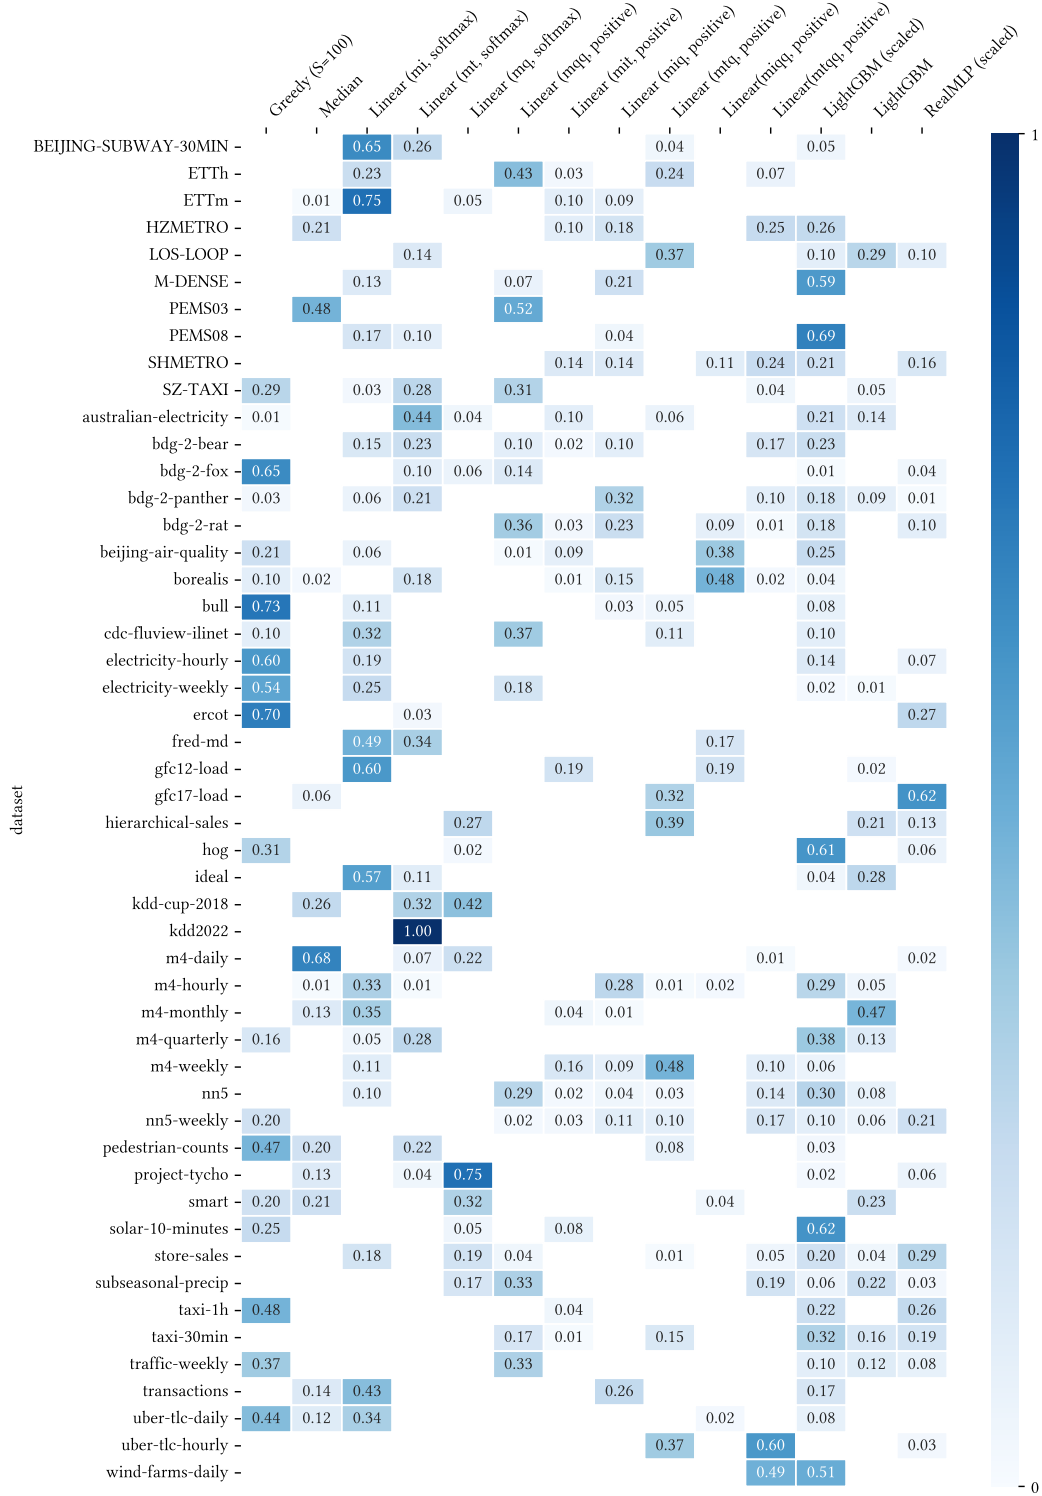 Greedy (S=100)
Median
Linear (mi, softmax)
Linear (mt, softmax)
Linear (mq, softmax)
Linear (mqq, positive)
Linear (mit, positive)
Linear (miq, positive)
Linear (mtq, positive)
Linear(miqq, positive)
Linear(mtqq, positive)
LightGBM (scaled)
LightGBM
RealMLP (scaled)
dataset
BEIJING-SUBWAY-30MIN 0.65 0.26 0.04 0.05
ETTh 0.23 0.43 0.03 0.24 0.07
ETTm 0.01 0.75 0.05 0.10 0.09
HZMETRO 0.21 0.10 0.18 0.25 0.26
LOS-LOOP 0.14 0.37 0.10 0.29 0.10
M-DENSE 0.13 0.07 0.21 0.59
PEMS03 0.48 0.52
PEMS08 0.17 0.10 0.04 0.69
SHMETRO 0.14 0.14 0.11 0.24 0.21 0.16
SZ-TAXI 0.29 0.03 0.28 0.31 0.04 0.05
australian-electricity 0.01 0.44 0.04 0.10 0.06 0.21 0.14
bdg-2-bear 0.15 0.23 0.10 0.02 0.10 0.17 0.23
bdg-2-fox 0.65 0.10 0.06 0.14 0.01 0.04
bdg-2-panther 0.03 0.06 0.21 0.32 0.10 0.18 0.09 0.01
bdg-2-rat 0.36 0.03 0.23 0.09 0.01 0.18 0.10
beijing-air-quality 0.21 0.06 0.01 0.09 0.38 0.25
borealis 0.10 0.02 0.18 0.01 0.15 0.48 0.02 0.04
bull 0.73 0.11 0.03 0.05 0.08
cdc-fluview-ilinet 0.10 0.32 0.37 0.11 0.10
electricity-hourly 0.60 0.19 0.14 0.07
electricity-weekly 0.54 0.25 0.18 0.02 0.01
ercot 0.70 0.03 0.27
fred-md 0.49 0.34 0.17
gfc12-load 0.60 0.19 0.19 0.02
gfc17-load 0.06 0.32 0.62
hierarchical-sales 0.27 0.39 0.21 0.13
hog 0.31 0.02 0.61 0.06
ideal 0.57 0.11 0.04 0.28
kdd-cup-2018 0.26 0.32 0.42
kdd2022 1.00
m4-daily 0.68 0.07 0.22 0.01 0.02
m4-hourly 0.01 0.33 0.01 0.28 0.01 0.02 0.29 0.05
m4-monthly 0.13 0.35 0.04 0.01 0.47
m4-quarterly 0.16 0.05 0.28 0.38 0.13
m4-weekly 0.11 0.16 0.09 0.48 0.10 0.06
nn5 0.10 0.29 0.02 0.04 0.03 0.14 0.30 0.08
nn5-weekly 0.20 0.02 0.03 0.11 0.10 0.17 0.10 0.06 0.21
pedestrian-counts 0.47 0.20 0.22 0.08 0.03
project-tycho 0.13 0.04 0.75 0.02 0.06
smart 0.20 0.21 0.32 0.04 0.23
solar-10-minutes 0.25 0.05 0.08 0.62
store-sales 0.18 0.19 0.04 0.01 0.05 0.20 0.04 0.29
subseasonal-precip 0.17 0.33 0.19 0.06 0.22 0.03
taxi-1h 0.48 0.04 0.22 0.26
taxi-30min 0.17 0.01 0.15 0.32 0.16 0.19
traffic-weekly 0.37 0.33 0.10 0.12 0.08
transactions 0.14 0.43 0.26 0.17
uber-tlc-daily 0.44 0.12 0.34 0.02 0.08
uber-tlc-hourly 0.37 0.60 0.03
wind-farms-daily 0.49 0.51
1
0